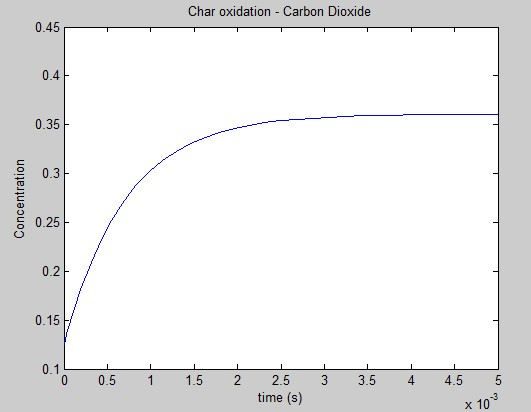 Char oxidation - Carbon Dioxide
0.45
0.4
0.35
0.3
0.25
0.2
0.15
0.1
Concentration
0 0.5 1 1.5 2 2.5 3 3.5 4 4.5 5
time (s)
x 10⁻³